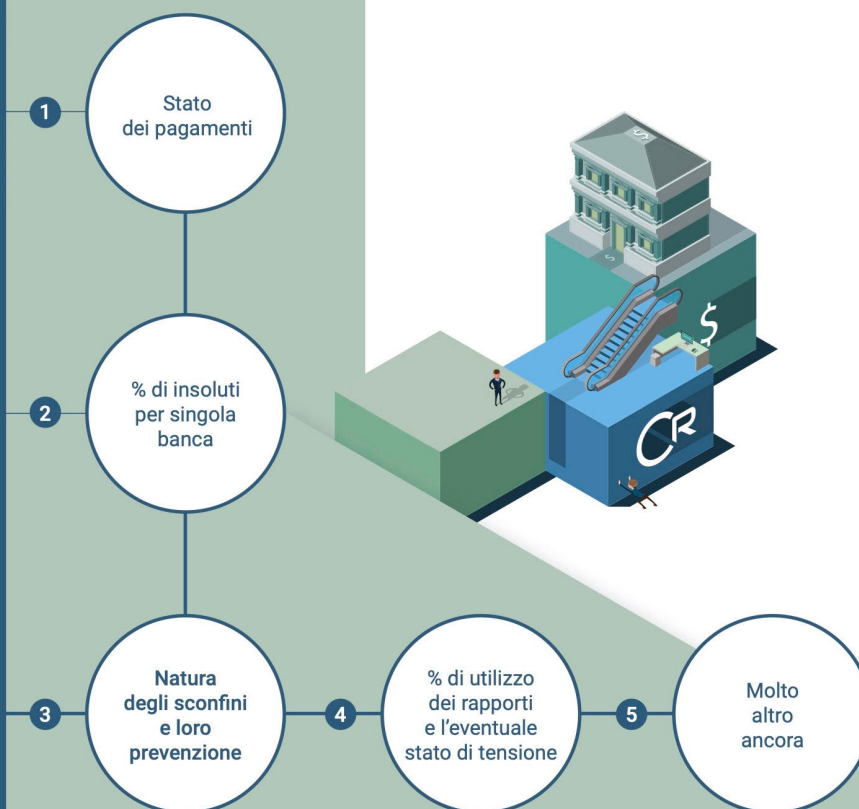 1
Stato
dei pagamenti
2
% di insoluti
per singola
banca
$
$
$
CR
3
Natura
degli sconfini
e loro
prevenzione
4
% di utilizzo
dei rapporti
e l'eventuale
stato di tensione
5
Molto
altro
ancora